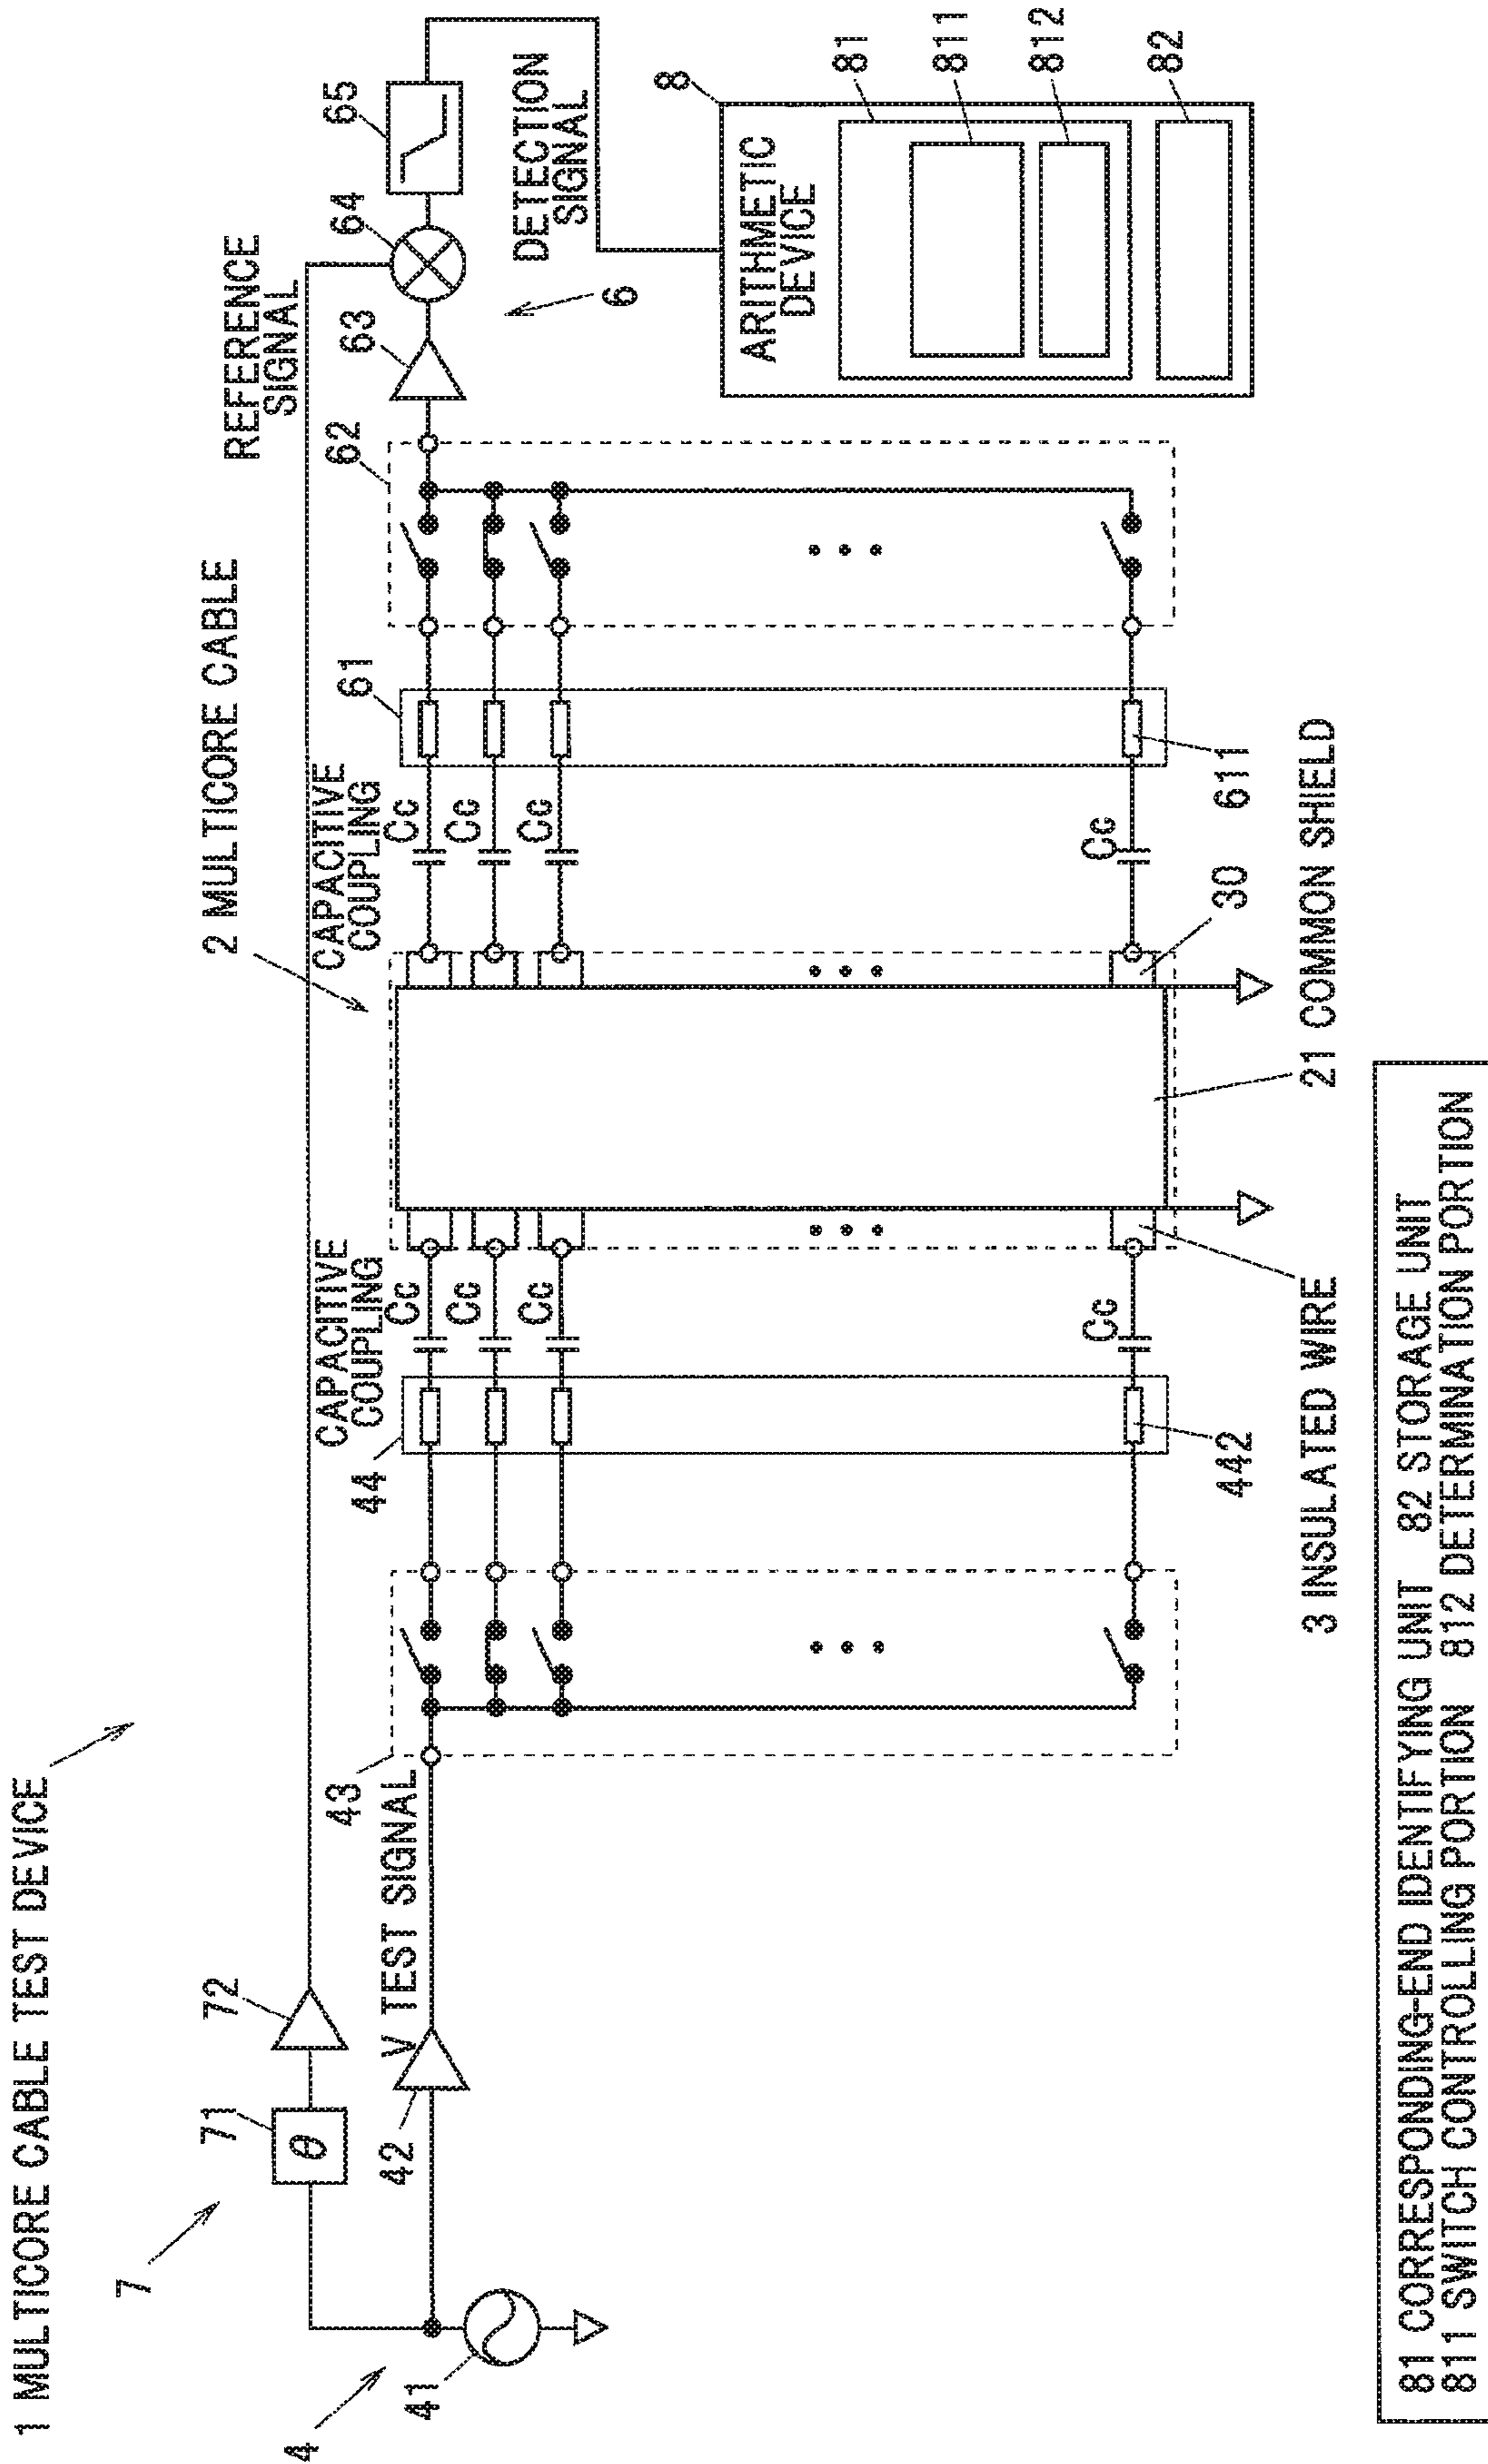 1 MULTICORE CABLE TEST DEVICE
7
71
θ
72
4
41
42
V TEST SIGNAL
43
44
442
CAPACITIVE
COUPLING
Cc
Cc
Cc
Cc
3 INSULATED WIRE
2 MULTICORE CABLE
21 COMMON SHIELD
30
CAPACITIVE
COUPLING
Cc
Cc
Cc
Cc
61
611
62
REFERENCE
SIGNAL
63
64
65
6
DETECTION
SIGNAL
8
ARITHMETIC
DEVICE
81
811
812
82
81 CORRESPONDING-END IDENTIFYING UNIT 82 STORAGE UNIT
811 SWITCH CONTROLLING PORTION 812 DETERMINATION PORTION